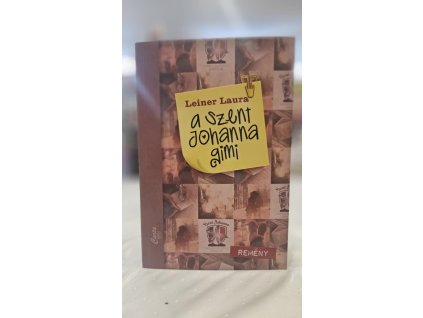 Leiner Laura
a szent
johanna
gimi
REMÉNY